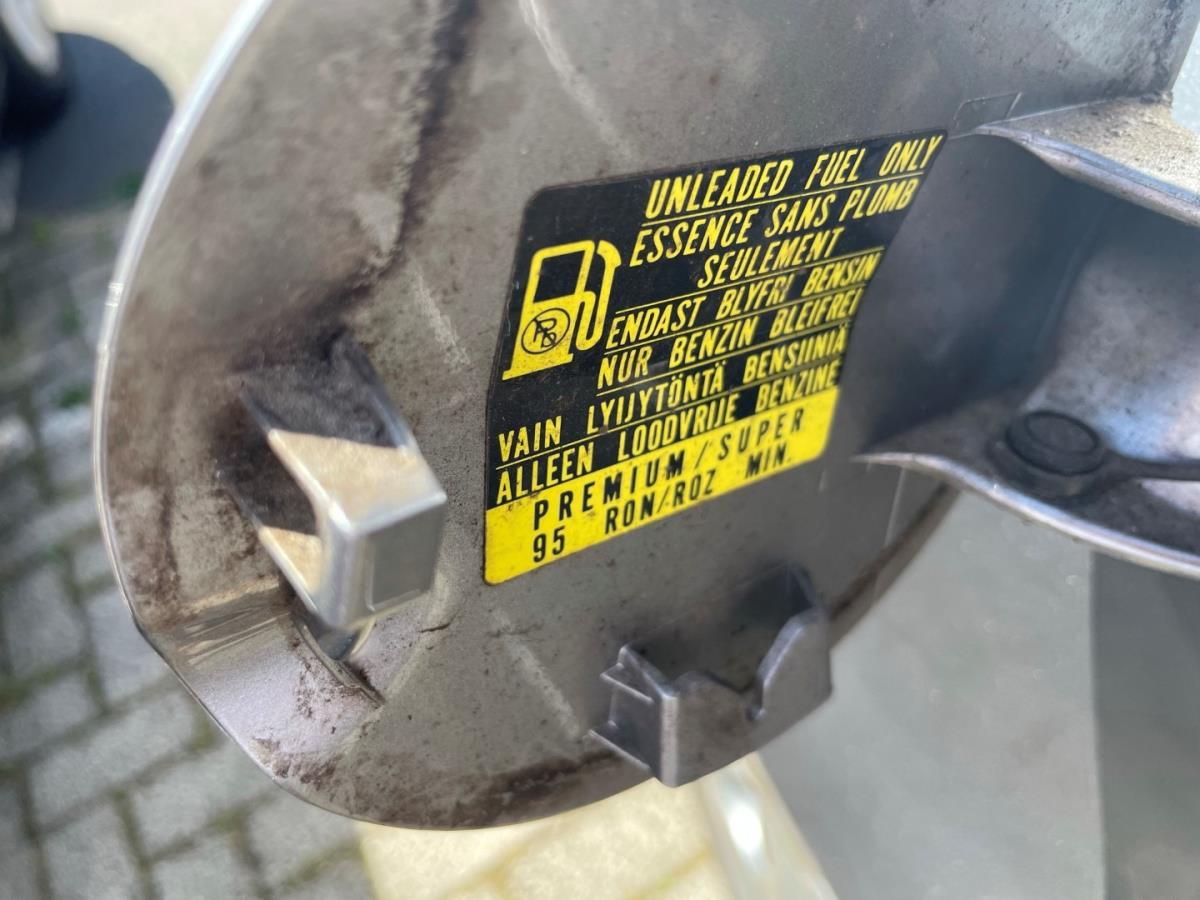 UNLEADED FUEL ONLY
ESSENCE SANS PLOMB
SEULEMENT
ENDAST BLYFRI BENSIN
NUR BENZIN BLEIFREI
VAIN LYIJYTÖNTÄ BENSIINIÄ
ALLEEN LOODVRIJE BENZINE
PREMIUM/SUPER
95 RON/ROZ MIN.
Pb